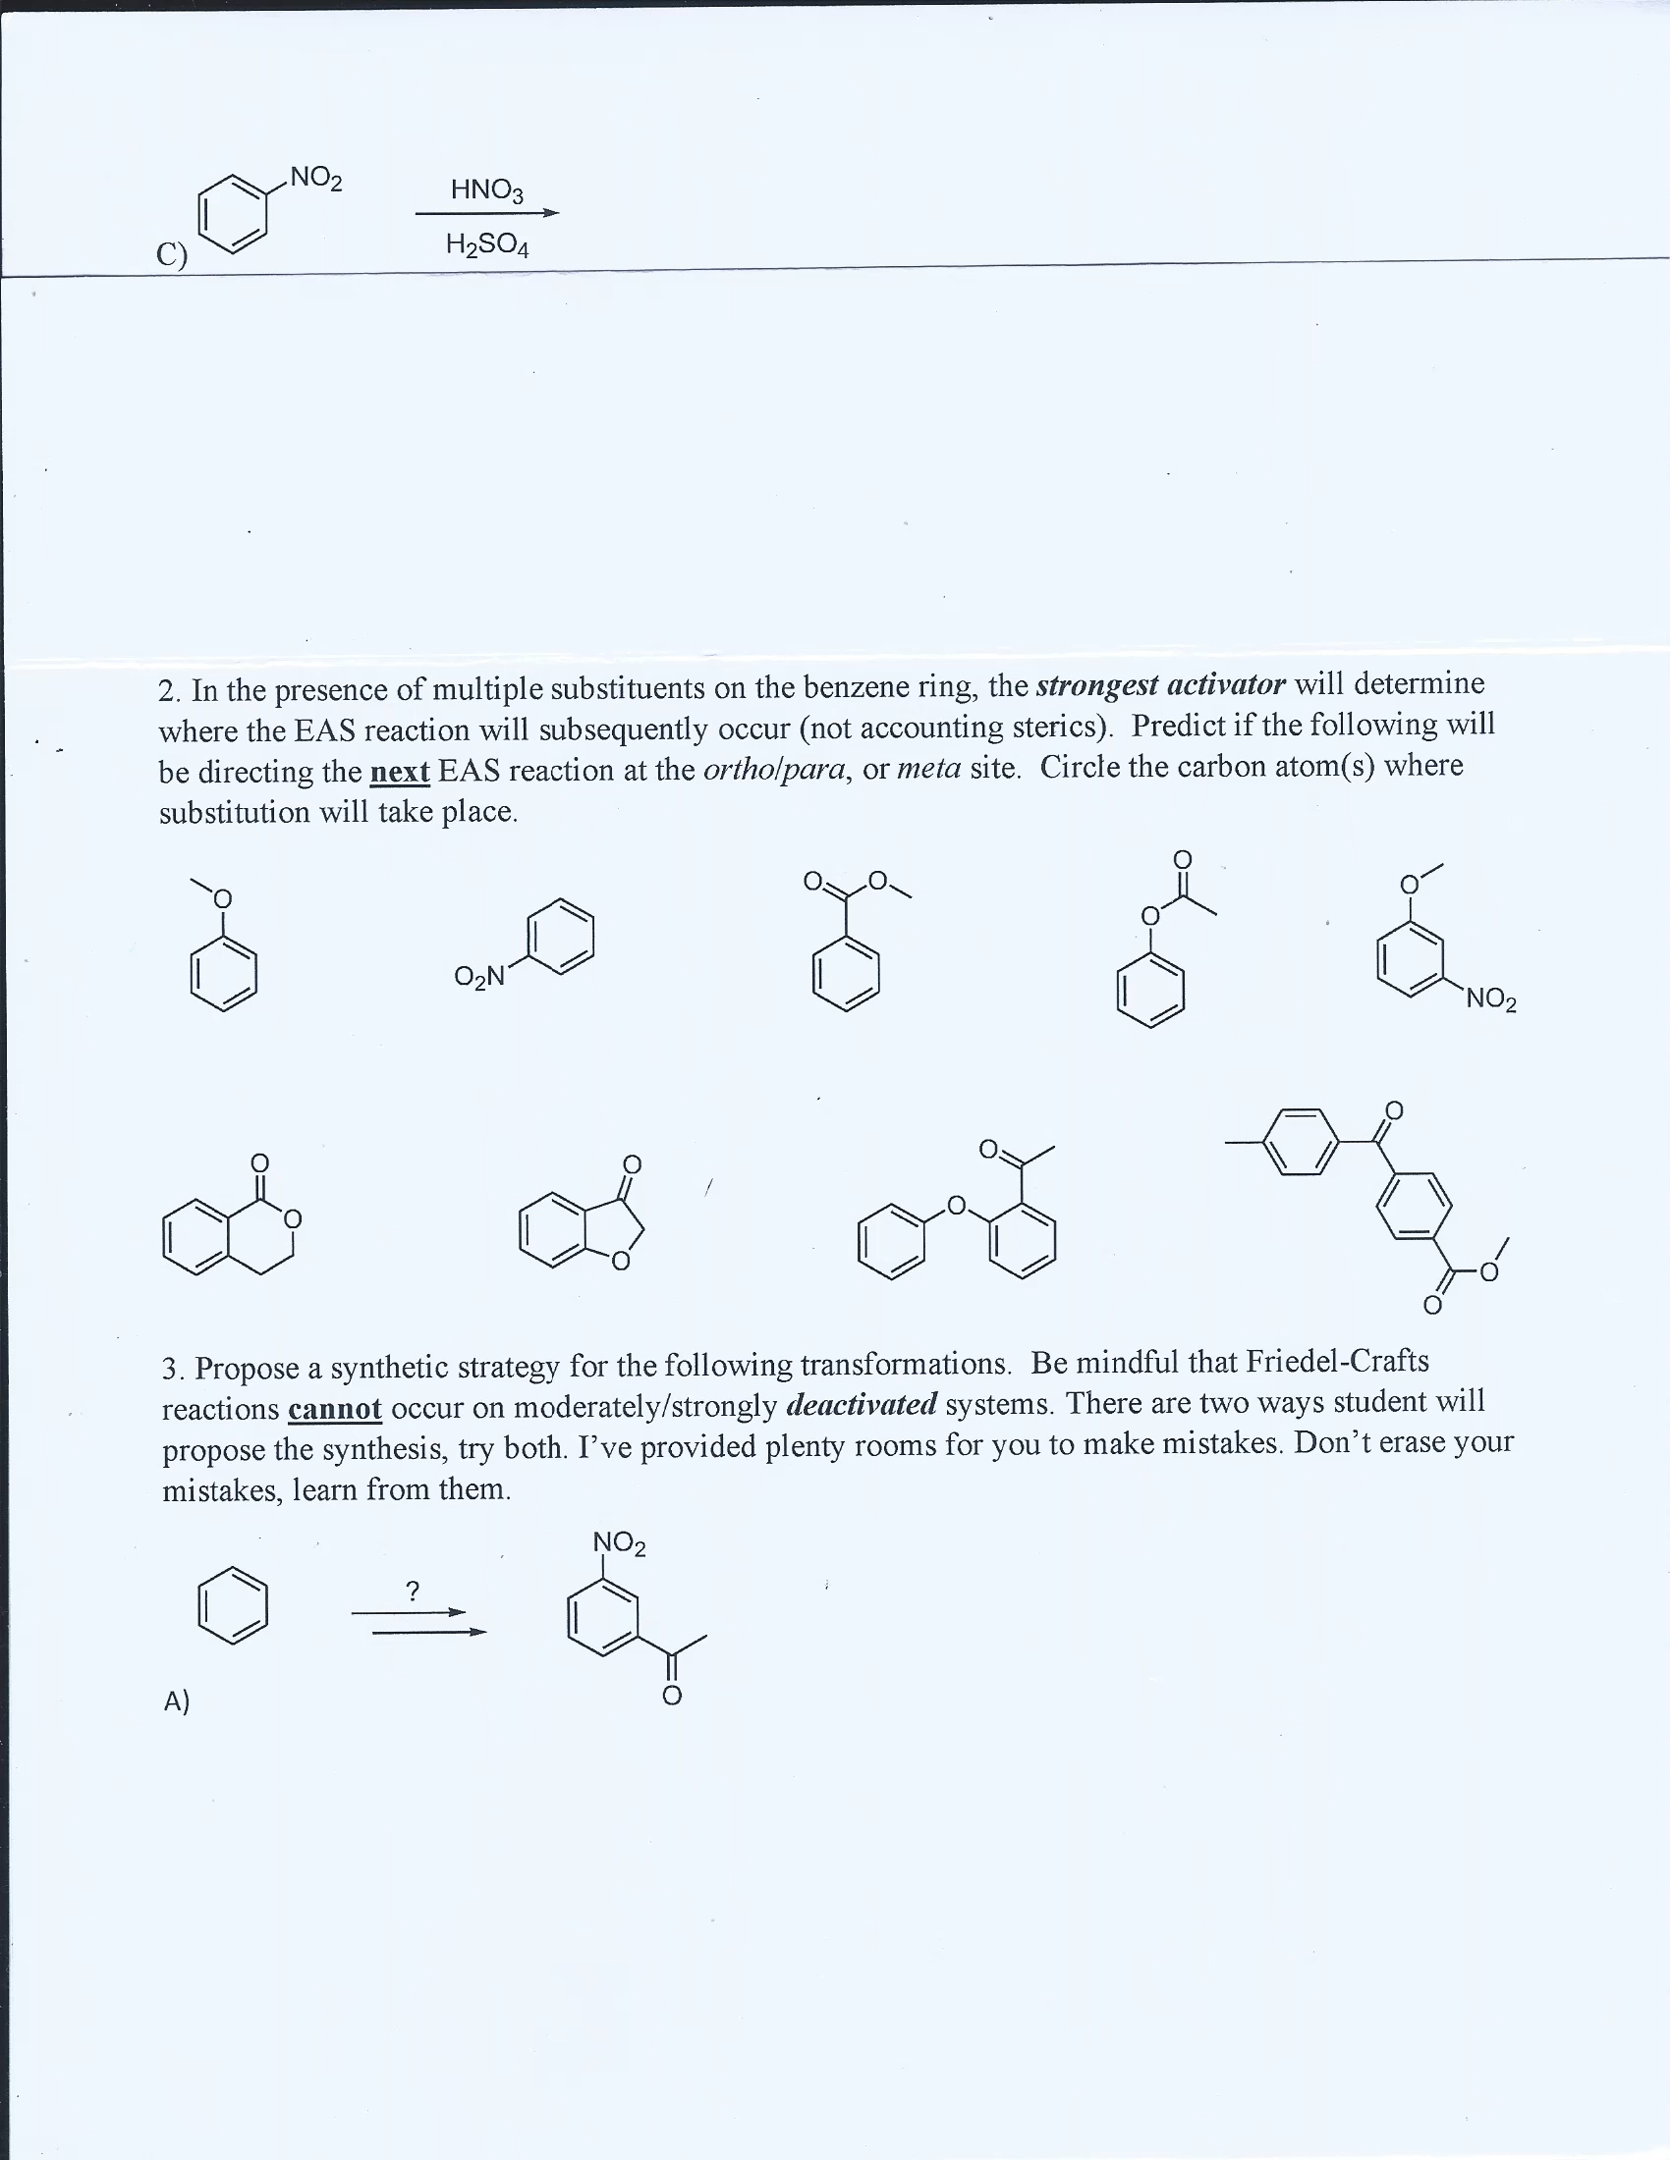 NO2
HNO3
H2SO4
C)
2. In the presence of multiple substituents on the benzene ring, the strongest activator will determine
where the EAS reaction will subsequently occur (not accounting sterics). Predict if the following will
be directing the next EAS reaction at the ortho/para, or meta site. Circle the carbon atom(s) where
substitution will take place.
O
O2N
O O
O
O
O
NO2
O
O
O
O
O
O
O
O
O
3. Propose a synthetic strategy for the following transformations. Be mindful that Friedel-Crafts
reactions cannot occur on moderately/strongly deactivated systems. There are two ways student will
propose the synthesis, try both. I've provided plenty rooms for you to make mistakes. Don't erase your
mistakes, learn from them.
NO2
?
O
A)